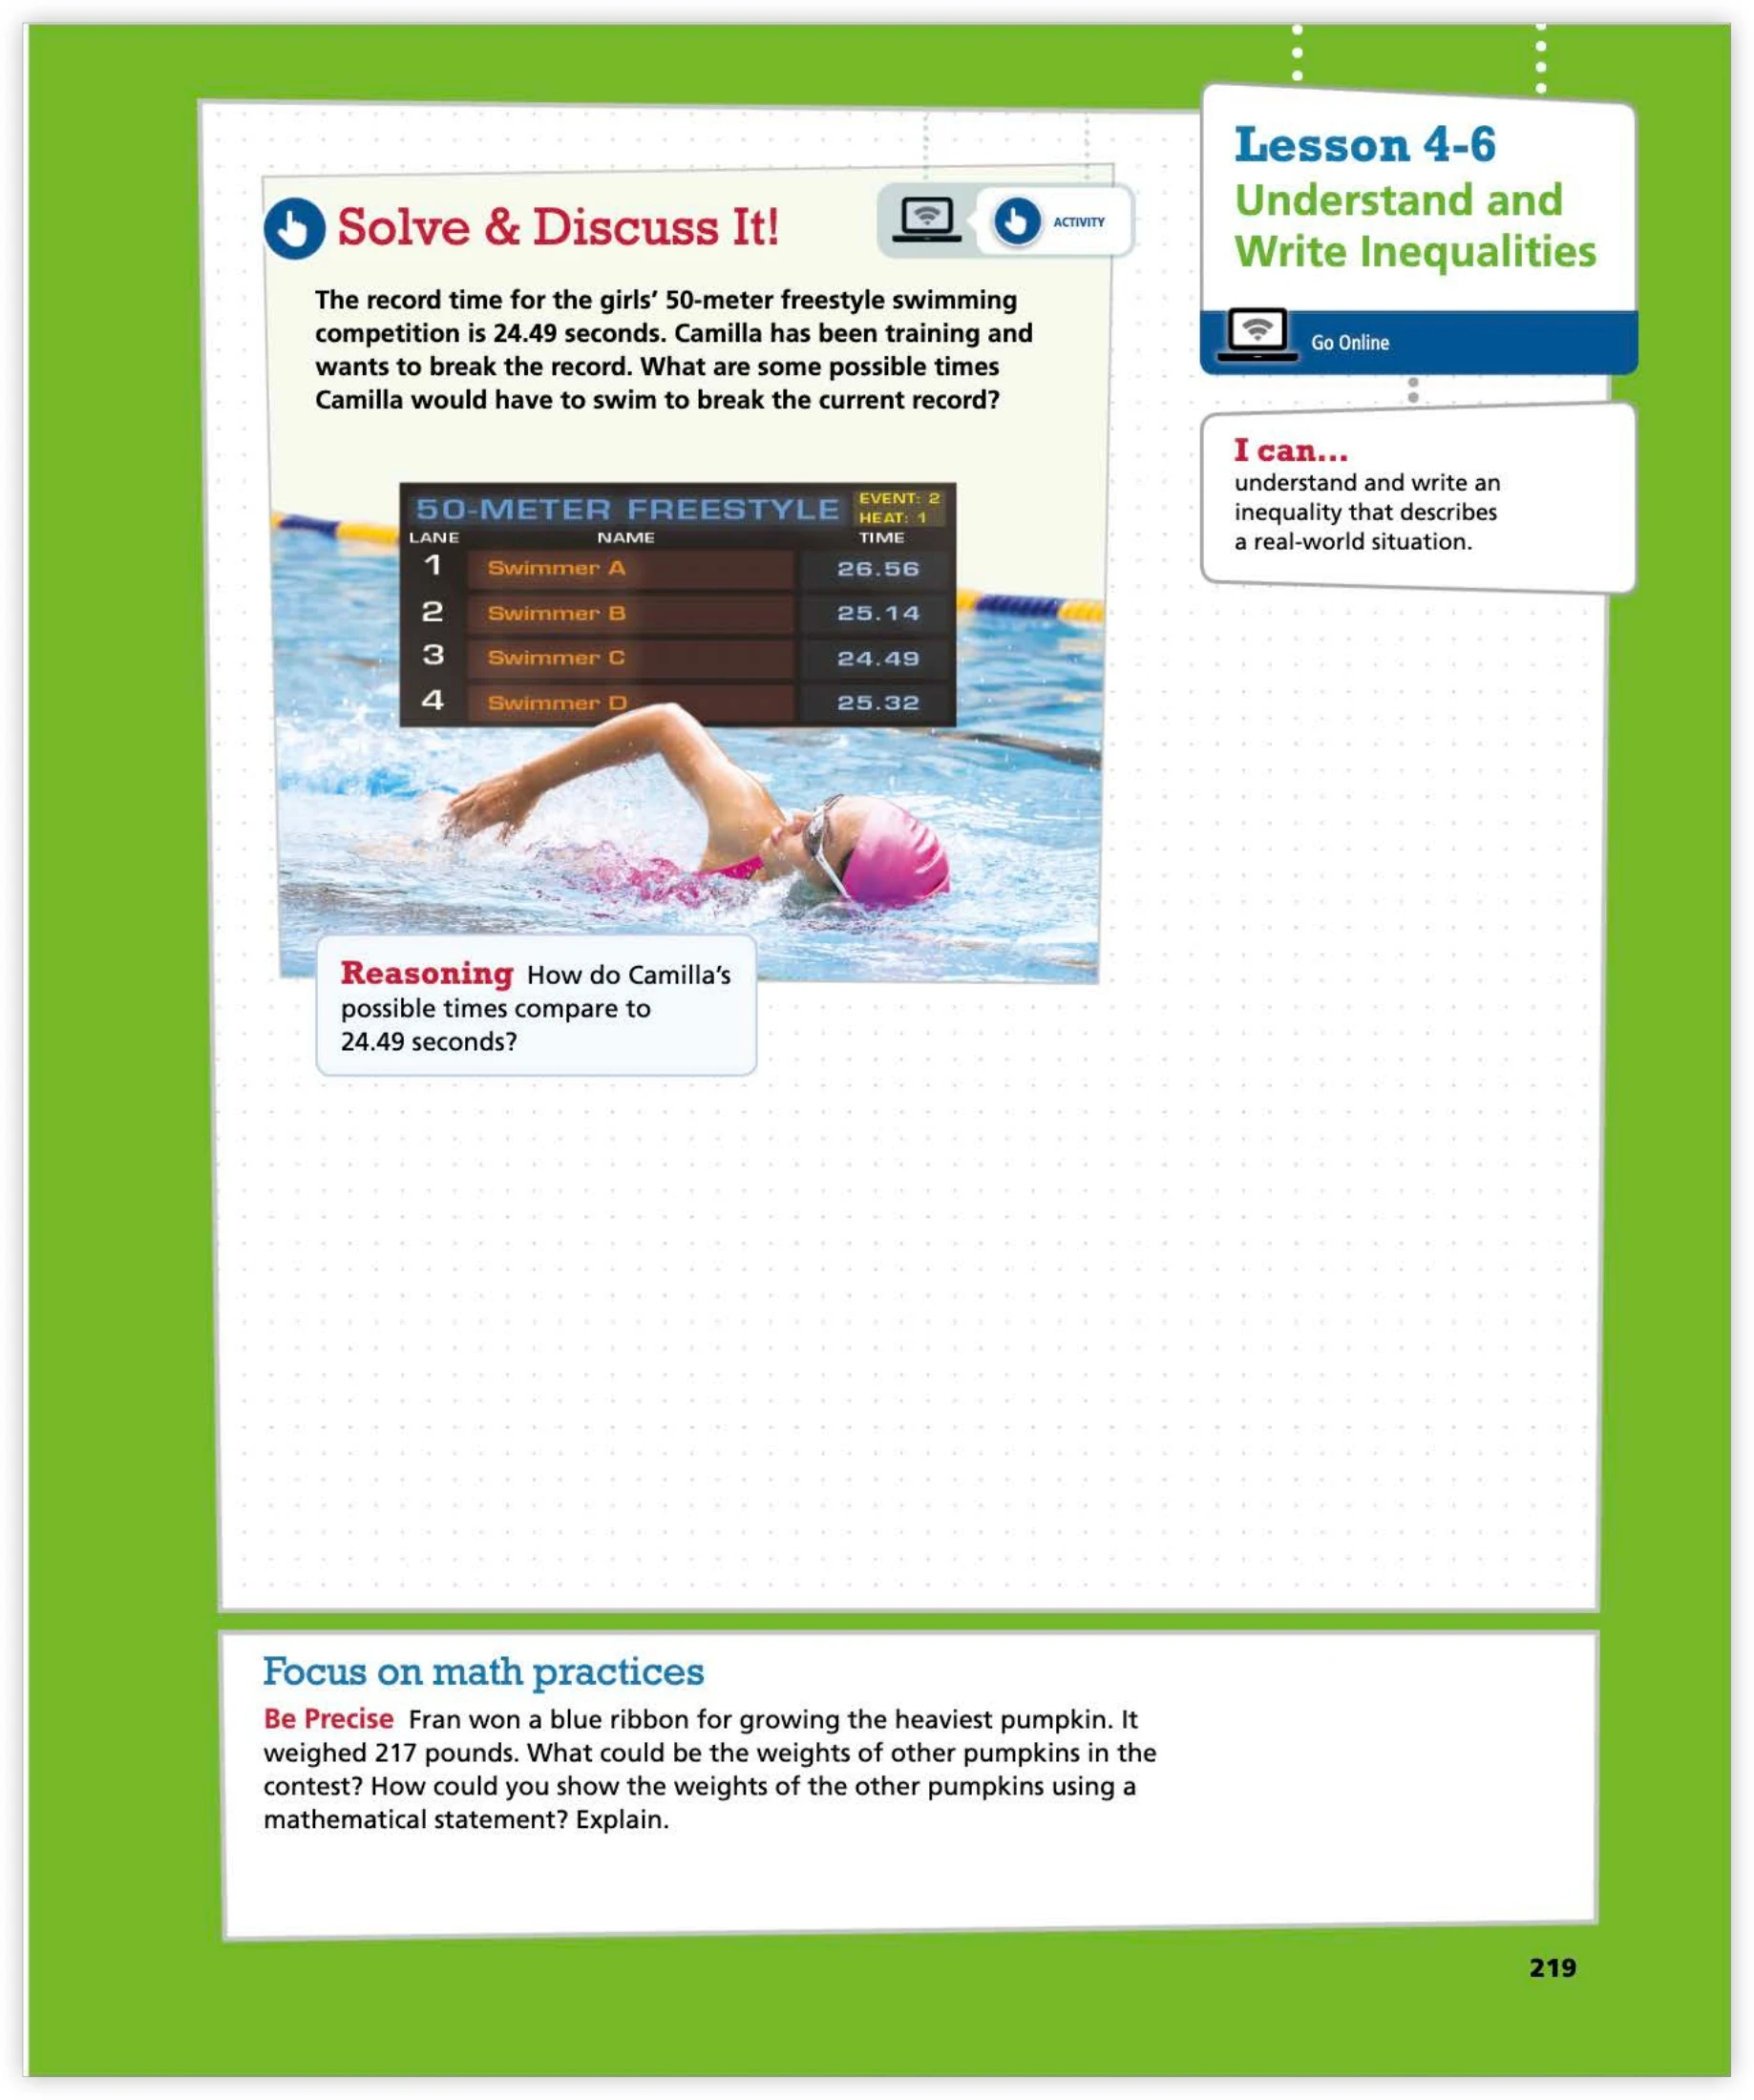 Lesson 4-6
Understand and
Write Inequalities
Go Online
I can...
understand and write an
inequality that describes
a real-world situation.
Solve & Discuss It!
ACTIVITY
The record time for the girls’ 50-meter freestyle swimming
competition is 24.49 seconds. Camilla has been training and
wants to break the record. What are some possible times
Camilla would have to swim to break the current record?
50-METER FREESTYLE EVENT: 2
HEAT: 1
LANE NAME TIME
1 Swimmer A 26.56
2 Swimmer B 25.14
3 Swimmer C 24.49
4 Swimmer D 25.32
Reasoning How do Camilla’s
possible times compare to
24.49 seconds?
Focus on math practices
Be Precise Fran won a blue ribbon for growing the heaviest pumpkin. It
weighed 217 pounds. What could be the weights of other pumpkins in the
contest? How could you show the weights of the other pumpkins using a
mathematical statement? Explain.
219